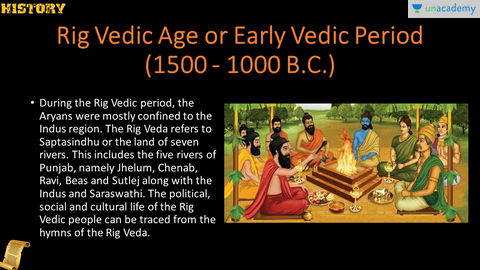 HISTORY
unacademy
Rig Vedic Age or Early Vedic Period
(1500 - 1000 B.C.)
• During the Rig Vedic period, the
Aryans were mostly confined to the
Indus region. The Rig Veda refers to
Saptasindhu or the land of seven
rivers. This includes the five rivers of
Punjab, namely Jhelum, Chenab,
Ravi, Beas and Sutlej along with the
Indus and Saraswathi. The political,
social and cultural life of the Rig
Vedic people can be traced from the
hymns of the Rig Veda.